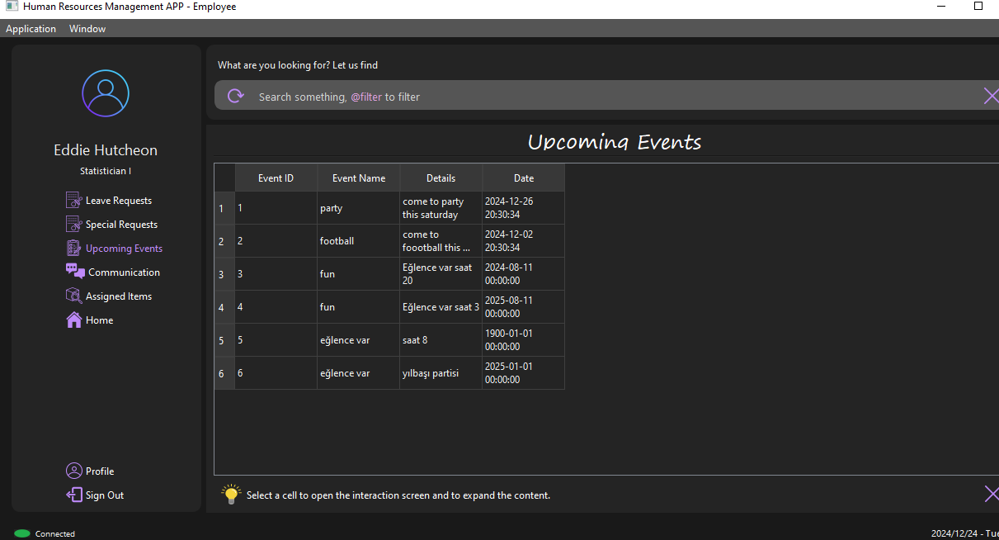 Human Resources Management APP - Employee
Application Window
Eddie Hutcheon
Statistician I
Leave Requests
Special Requests
Upcoming Events
Communication
Assigned Items
Home
Profile
Sign Out
What are you looking for? Let us find
Search something, @filter to filter
Upcoming Events
Event ID Event Name Details Date
1 1 party come to party this saturday 2024-12-26 20:30:34
2 2 football come to foootball this ... 2024-12-02 20:30:34
3 3 fun Eğlence var saat 20 2024-08-11 00:00:00
4 4 fun Eğlence var saat 3 2025-08-11 00:00:00
5 5 eğlence var saat 8 1900-01-01 00:00:00
6 6 eğlence var yılbaşı partisi 2025-01-01 00:00:00
Select a cell to open the interaction screen and to expand the content.
Connected
2024/12/24 - Tue